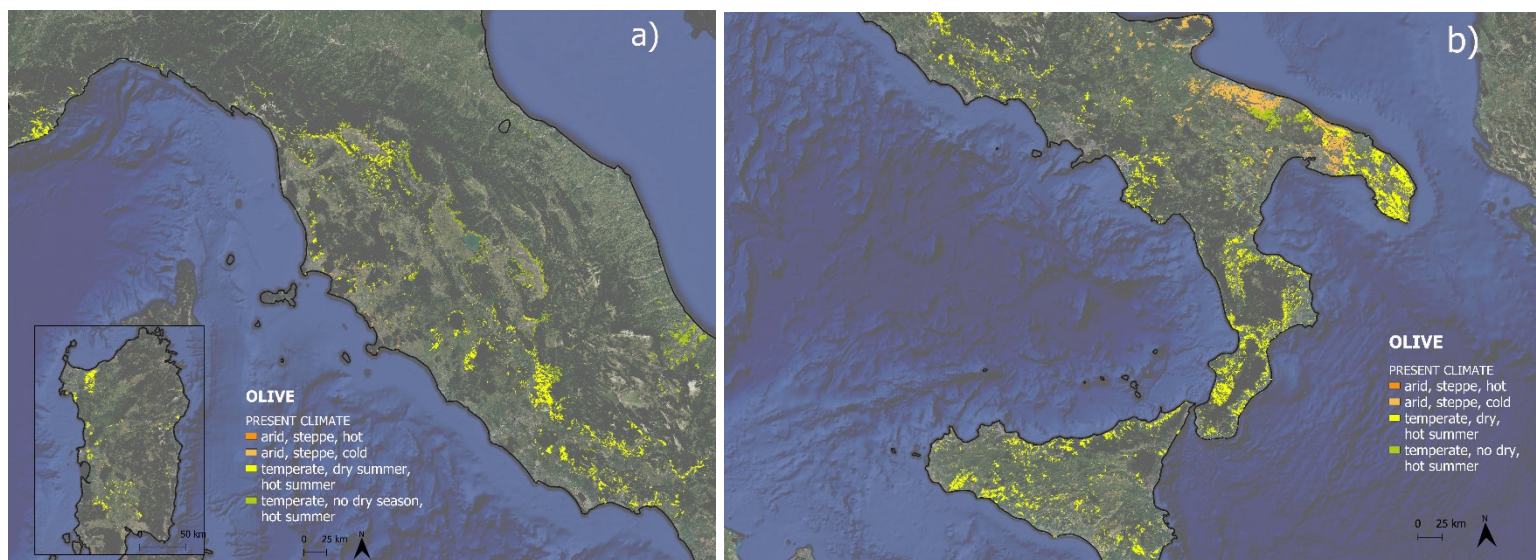 a)
OLIVE
PRESENT CLIMATE
arid, steppe, hot
arid, steppe, cold
temperate, dry summer,
hot summer
temperate, no dry season,
hot summer
0 50 km
0 25 km
N
b)
OLIVE
PRESENT CLIMATE
arid, steppe, hot
arid, steppe, cold
temperate, dry,
hot summer
temperate, no dry,
hot summer
0 25 km
N